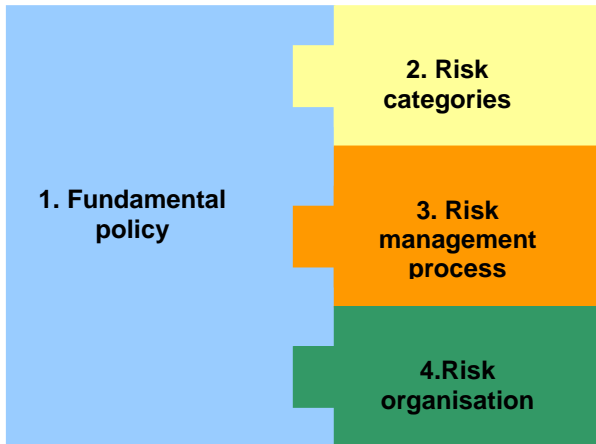 1. Fundamental
policy
2. Risk
categories
3. Risk
management
process
4.Risk
organisation